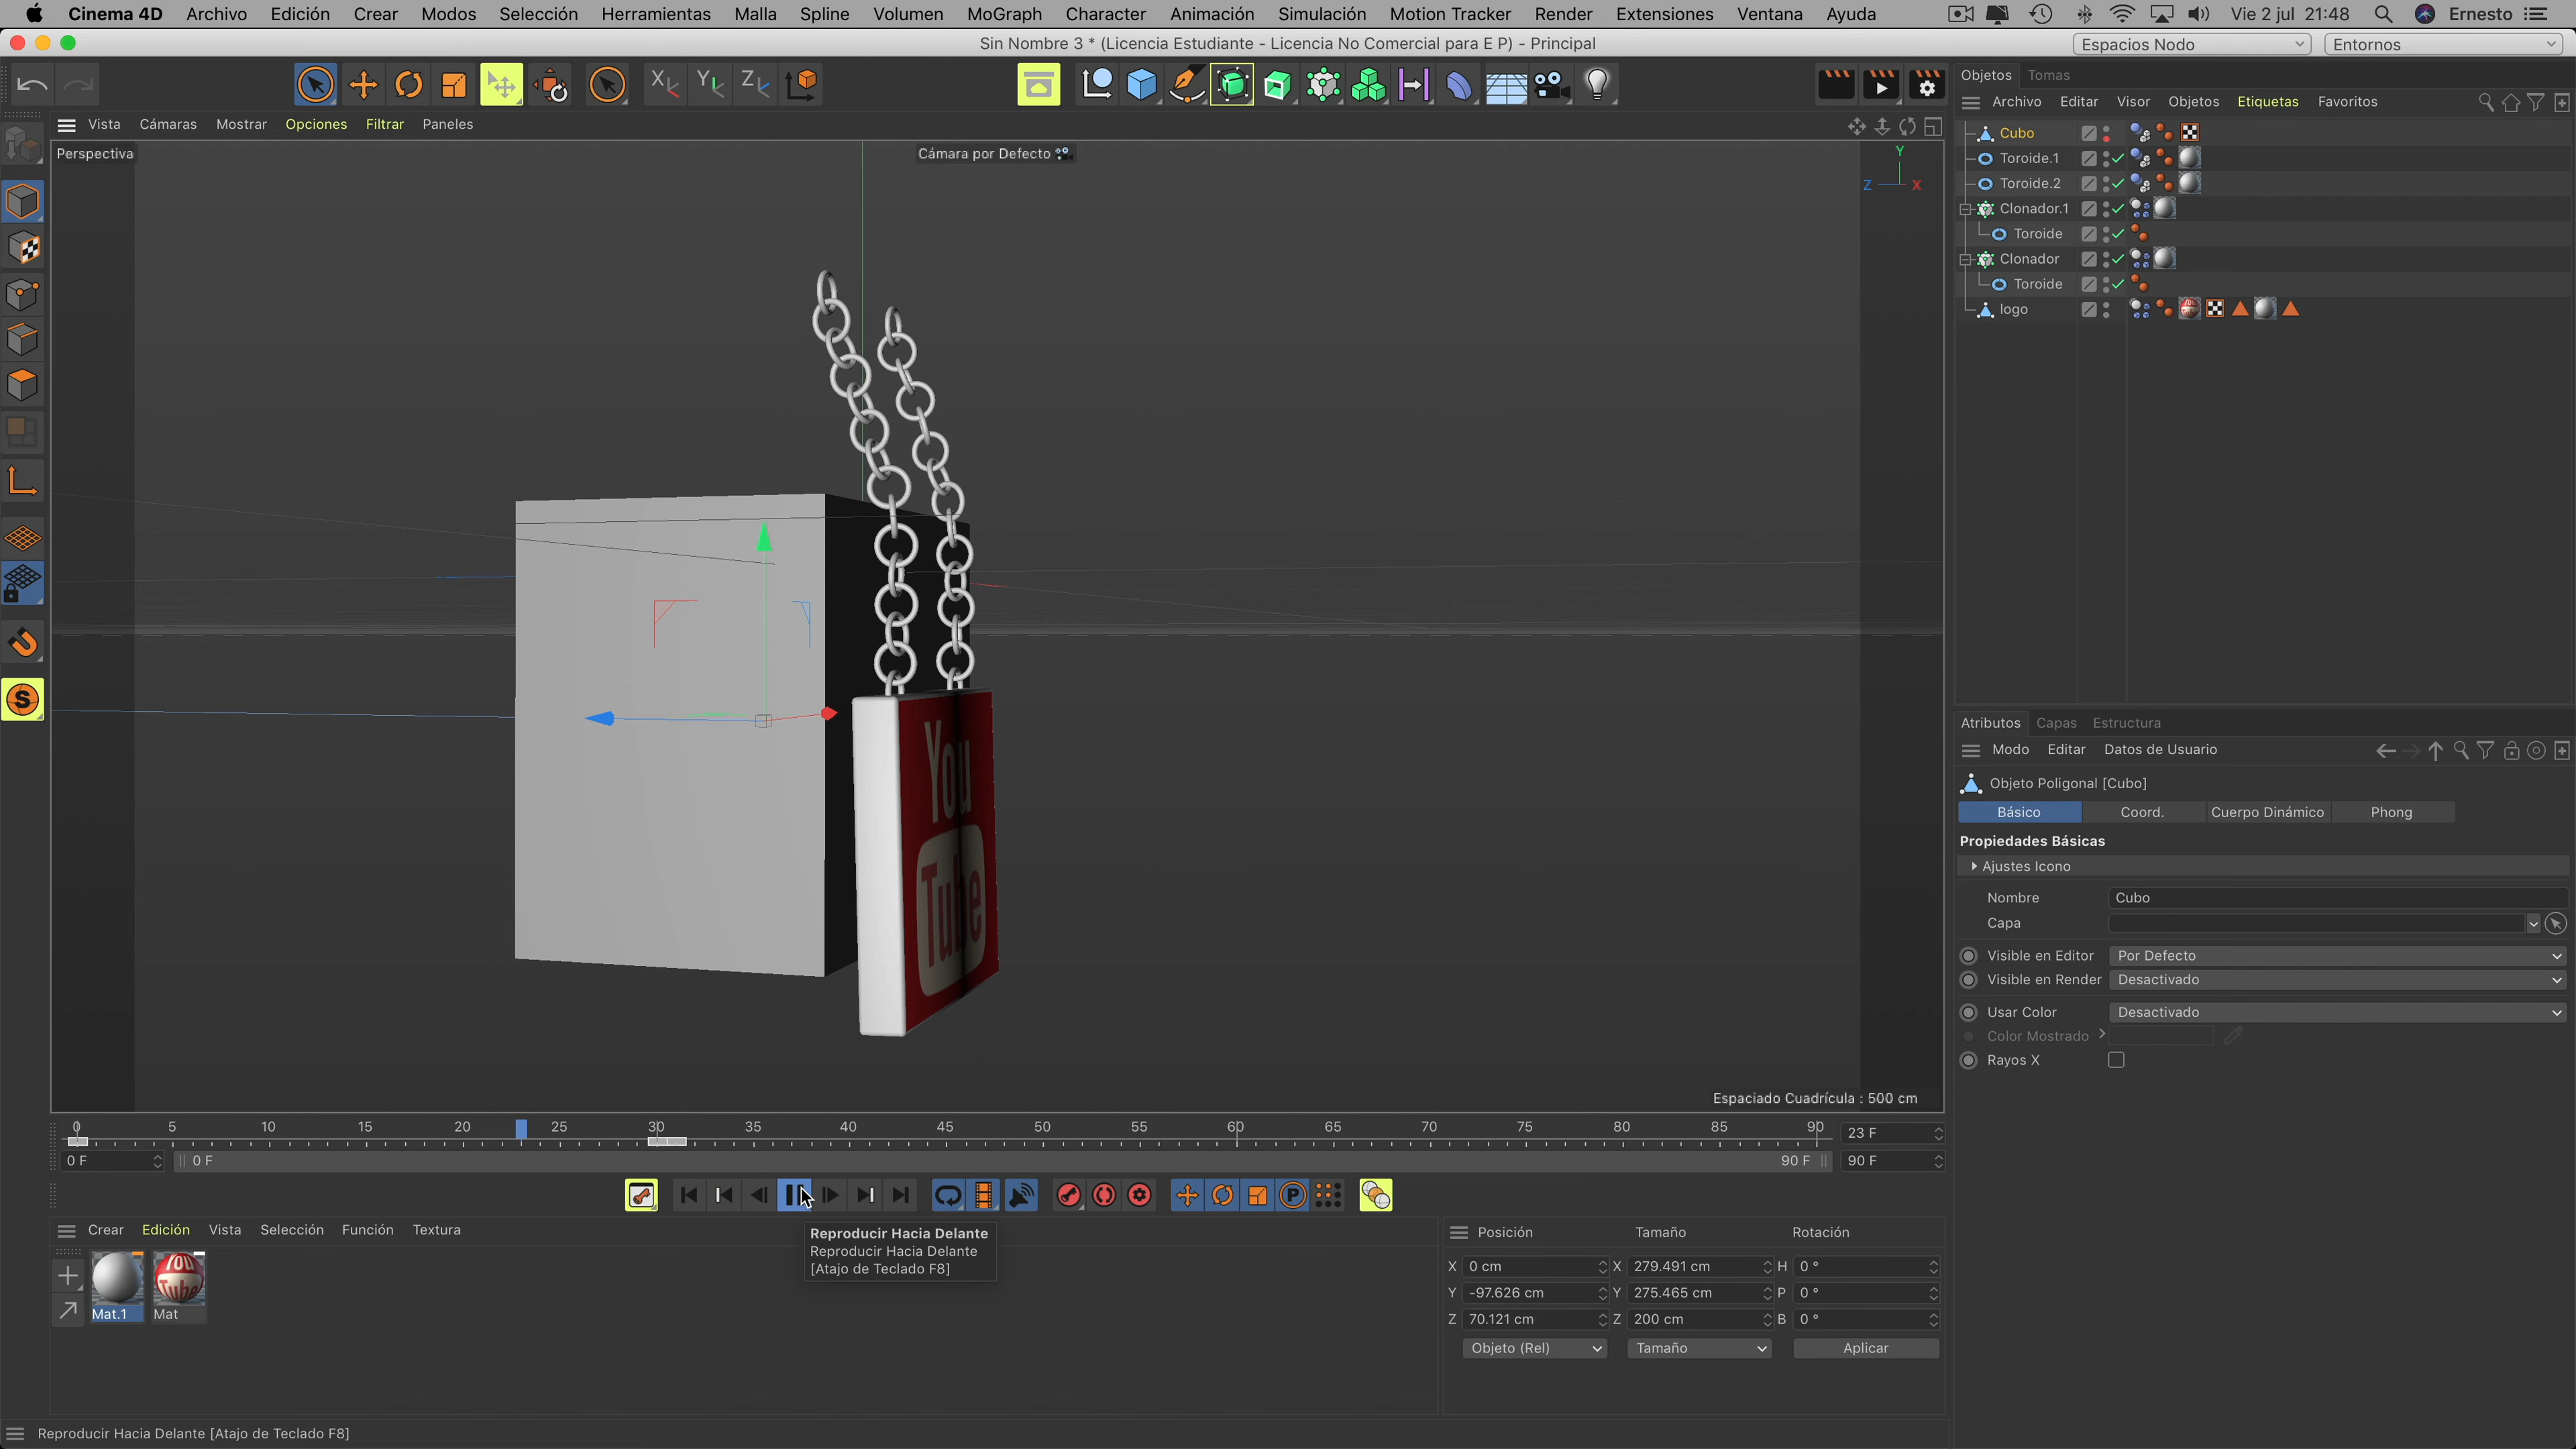 Cinema 4D Archivo Edición Crear Modos Selección Herramientas Malla Spline Volumen MoGraph Character Animación Simulación Motion Tracker Render Extensiones Ventana Ayuda Vie 2 jul 21:48 Ernesto
Sin Nombre 3 * (Licencia Estudiante - Licencia No Comercial para E P) - Principal
Espacios Nodo Entornos
X Y Z
Objetos Tomas
Archivo Editar Visor Objetos Etiquetas Favoritos
Vista Cámaras Mostrar Opciones Filtrar Paneles
Perspectiva
Cámara por Defecto
Y
Z X
Cubo
Toroide.1
Toroide.2
Clonador.1
Toroide
Clonador
Toroide
logo
You
Tube
Espaciado Cuadrícula : 500 cm
Atributos Capas Estructura
Modo Editar Datos de Usuario
Objeto Poligonal [Cubo]
Básico Coord. Cuerpo Dinámico Phong
Propiedades Básicas
Ajustes Icono
Nombre Cubo
Capa
Visible en Editor Por Defecto
Visible en Render Desactivado
Usar Color Desactivado
Color Mostrado
Rayos X
0 5 10 15 20 25 30 35 40 45 50 55 60 65 70 75 80 85 90
23 F
0 F 0 F 90 F 90 F
P
Reproducir Hacia Delante
Reproducir Hacia Delante
[Atajo de Teclado F8]
Crear Edición Vista Selección Función Textura
You
Tube
Mat.1 Mat
Posición Tamaño Rotación
X 0 cm X 279.491 cm H 0 °
Y -97.626 cm Y 275.465 cm P 0 °
Z 70.121 cm Z 200 cm B 0 °
Objeto (Rel) Tamaño Aplicar
Reproducir Hacia Delante [Atajo de Teclado F8]